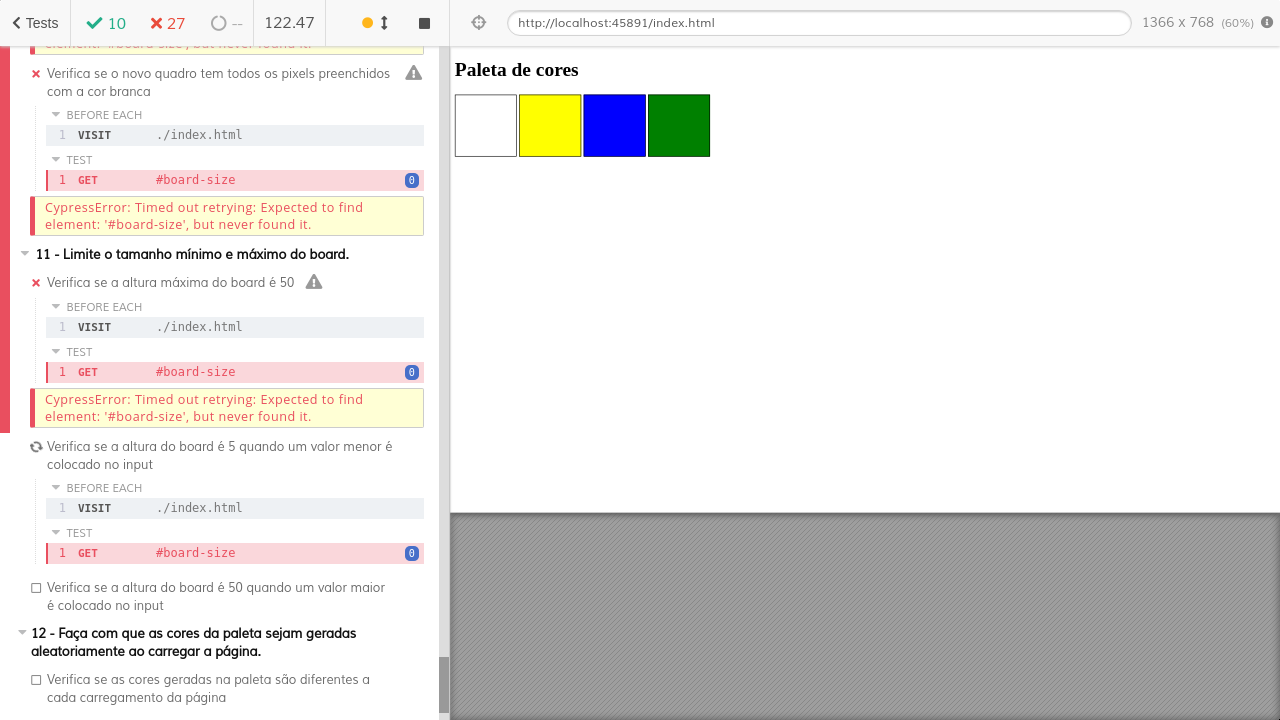 Tests
10
27
--
122.47
http://localhost:45891/index.html
1366 x 768 (60%)
element: '#board-size', but never found it.
Verifica se o novo quadro tem todos os pixels preenchidos
com a cor branca
BEFORE EACH
1 VISIT ./index.html
TEST
1 GET #board-size 0
CypressError: Timed out retrying: Expected to find
element: '#board-size', but never found it.
11 - Limite o tamanho mínimo e máximo do board.
Verifica se a altura máxima do board é 50
BEFORE EACH
1 VISIT ./index.html
TEST
1 GET #board-size 0
CypressError: Timed out retrying: Expected to find
element: '#board-size', but never found it.
Verifica se a altura do board é 5 quando um valor menor é
colocado no input
BEFORE EACH
1 VISIT ./index.html
TEST
1 GET #board-size 0
Verifica se a altura do board é 50 quando um valor maior
é colocado no input
12 - Faça com que as cores da paleta sejam geradas
aleatoriamente ao carregar a página.
Verifica se as cores geradas na paleta são diferentes a
cada carregamento da página
Paleta de cores